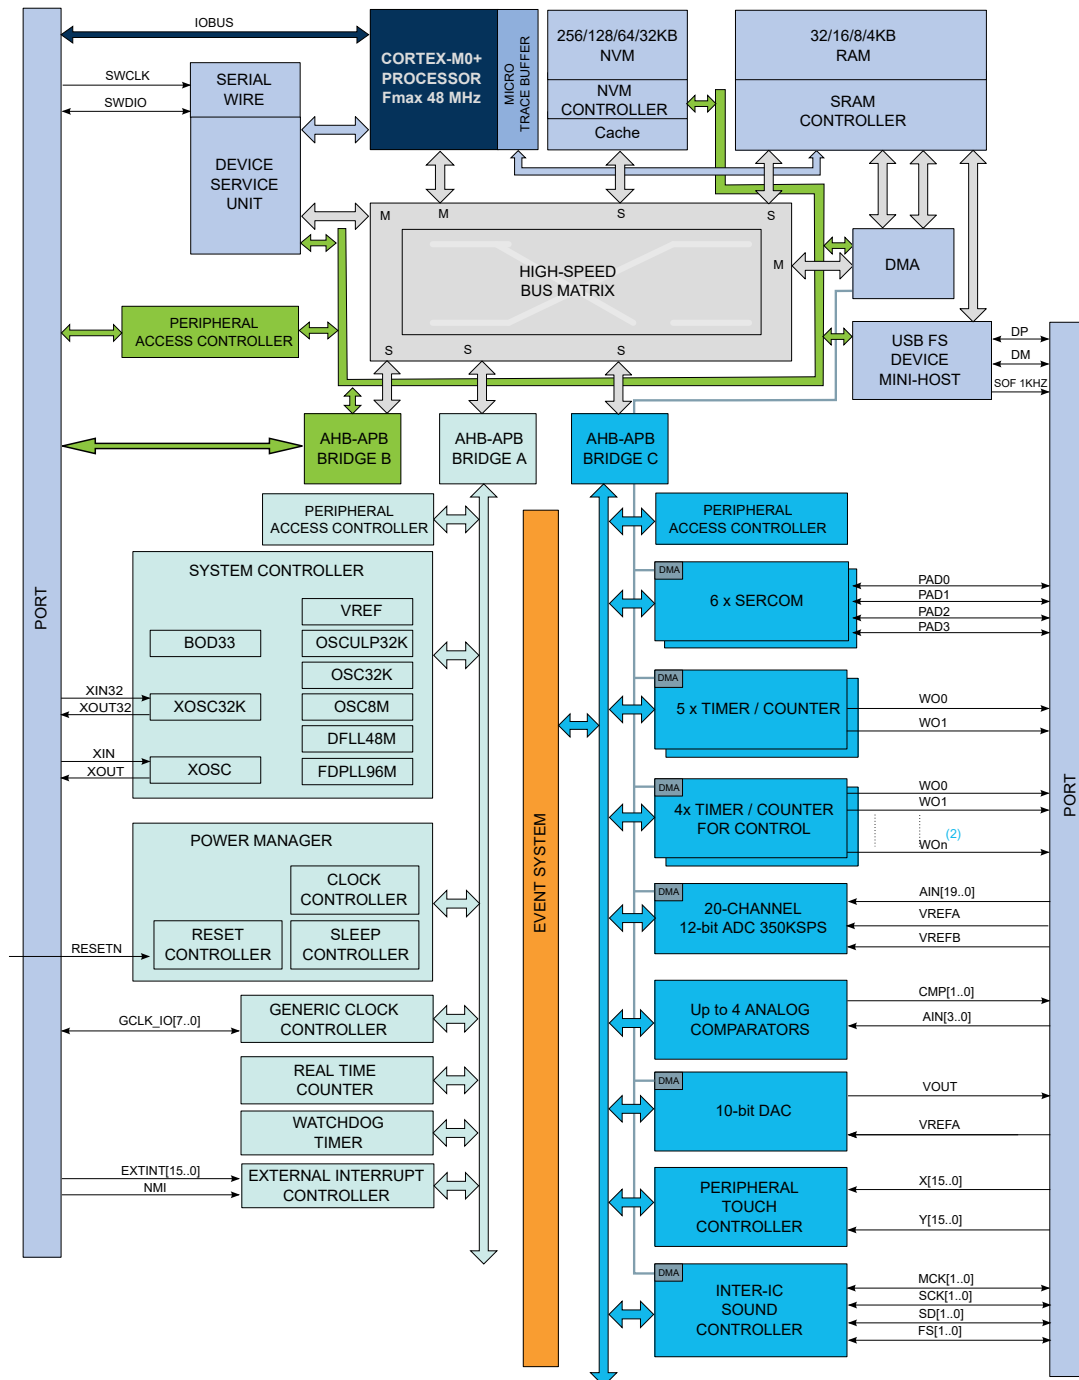 IOBUS
CORTEX-M0+
PROCESSOR
Fmax 48 MHz
MICRO
TRACE BUFFER
256/128/64/32KB
NVM
NVM
CONTROLLER
Cache
32/16/8/4KB
RAM
SRAM
CONTROLLER
SWCLK
SWDIO
SERIAL
WIRE
DEVICE
SERVICE
UNIT
M
M
S
S
M
HIGH-SPEED
BUS MATRIX
S
S
S
DMA
PERIPHERAL
ACCESS CONTROLLER
USB FS
DEVICE
MINI-HOST
DP
DM
SOF 1KHZ
AHB-APB
BRIDGE B
AHB-APB
BRIDGE A
AHB-APB
BRIDGE C
PORT
PORT
EVENT SYSTEM
PERIPHERAL
ACCESS CONTROLLER
SYSTEM CONTROLLER
VREF
BOD33
OSCULP32K
OSC32K
XIN32
XOUT32
XOSC32K
OSC8M
DFLL48M
XIN
XOUT
XOSC
FDPLL96M
POWER MANAGER
CLOCK
CONTROLLER
RESETN
RESET
CONTROLLER
SLEEP
CONTROLLER
GCLK_IO[7..0]
GENERIC CLOCK
CONTROLLER
REAL TIME
COUNTER
WATCHDOG
TIMER
EXTINT[15..0]
NMI
EXTERNAL INTERRUPT
CONTROLLER
PERIPHERAL
ACCESS CONTROLLER
DMA
6 x SERCOM
PAD0
PAD1
PAD2
PAD3
DMA
5 x TIMER / COUNTER
WO0
WO1
DMA
4x TIMER / COUNTER
FOR CONTROL
WO0
WO1
(2)
WOn
DMA
20-CHANNEL
12-bit ADC 350KSPS
AIN[19..0]
VREFA
VREFB
Up to 4 ANALOG
COMPARATORS
CMP[1..0]
AIN[3..0]
DMA
10-bit DAC
VOUT
VREFA
PERIPHERAL
TOUCH
CONTROLLER
X[15..0]
Y[15..0]
DMA
INTER-IC
SOUND
CONTROLLER
MCK[1..0]
SCK[1..0]
SD[1..0]
FS[1..0]